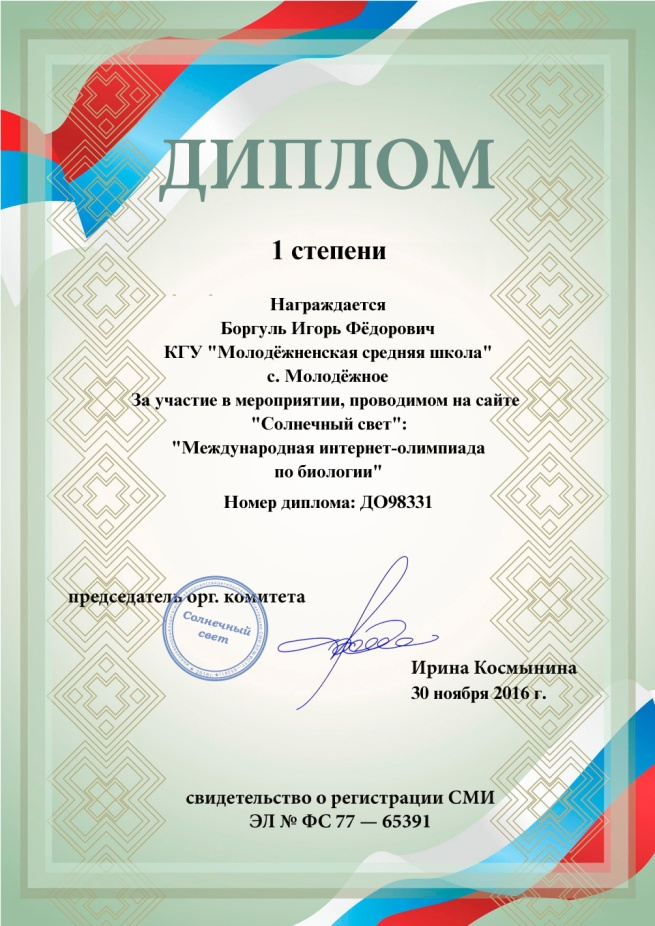 ДИПЛОМ
1 степени
Награждается
Боргуль Игорь Фёдорович
КГУ "Молодёжненская средняя школа"
с. Молодёжное
За участие в мероприятии, проводимом на сайте
"Солнечный свет":
"Международная интернет-олимпиада
по биологии"
Номер диплома: ДО98331
председатель орг. комитета
Солнечный
свет
Ирина Космынина
30 ноября 2016 г.
свидетельство о регистрации СМИ
ЭЛ № ФС 77 — 65391